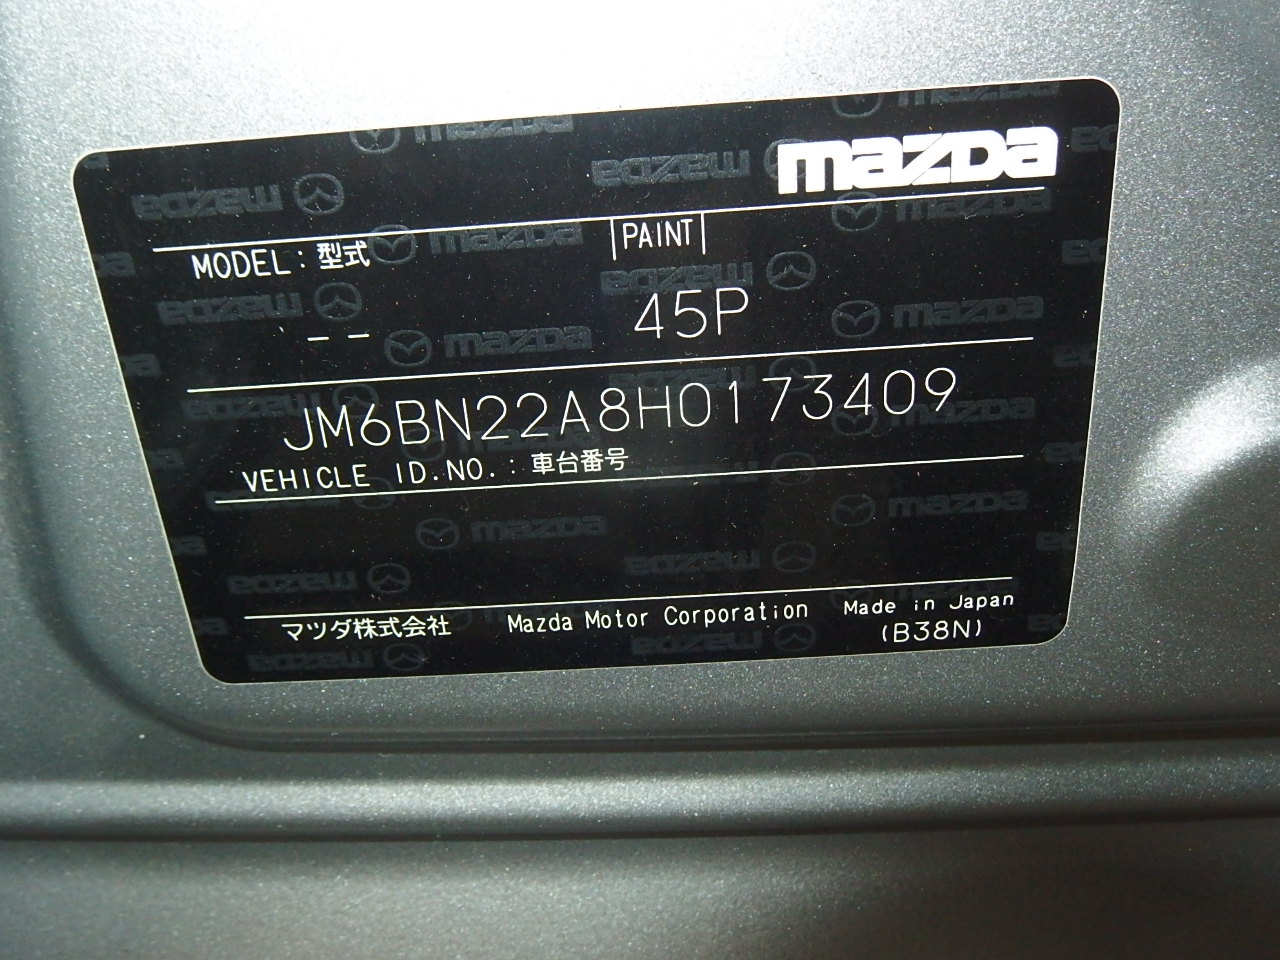 mazda
MODEL: 型式 PAINT
-- 45P
JM6BN22A8H0173409
VEHICLE ID.NO.: 車台番号
マツダ株式会社 Mazda Motor Corporation Made in Japan
(B38N)